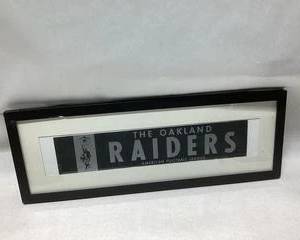 THE OAKLAND
RAIDERS
AMERICAN FOOTBALL LEAGUE